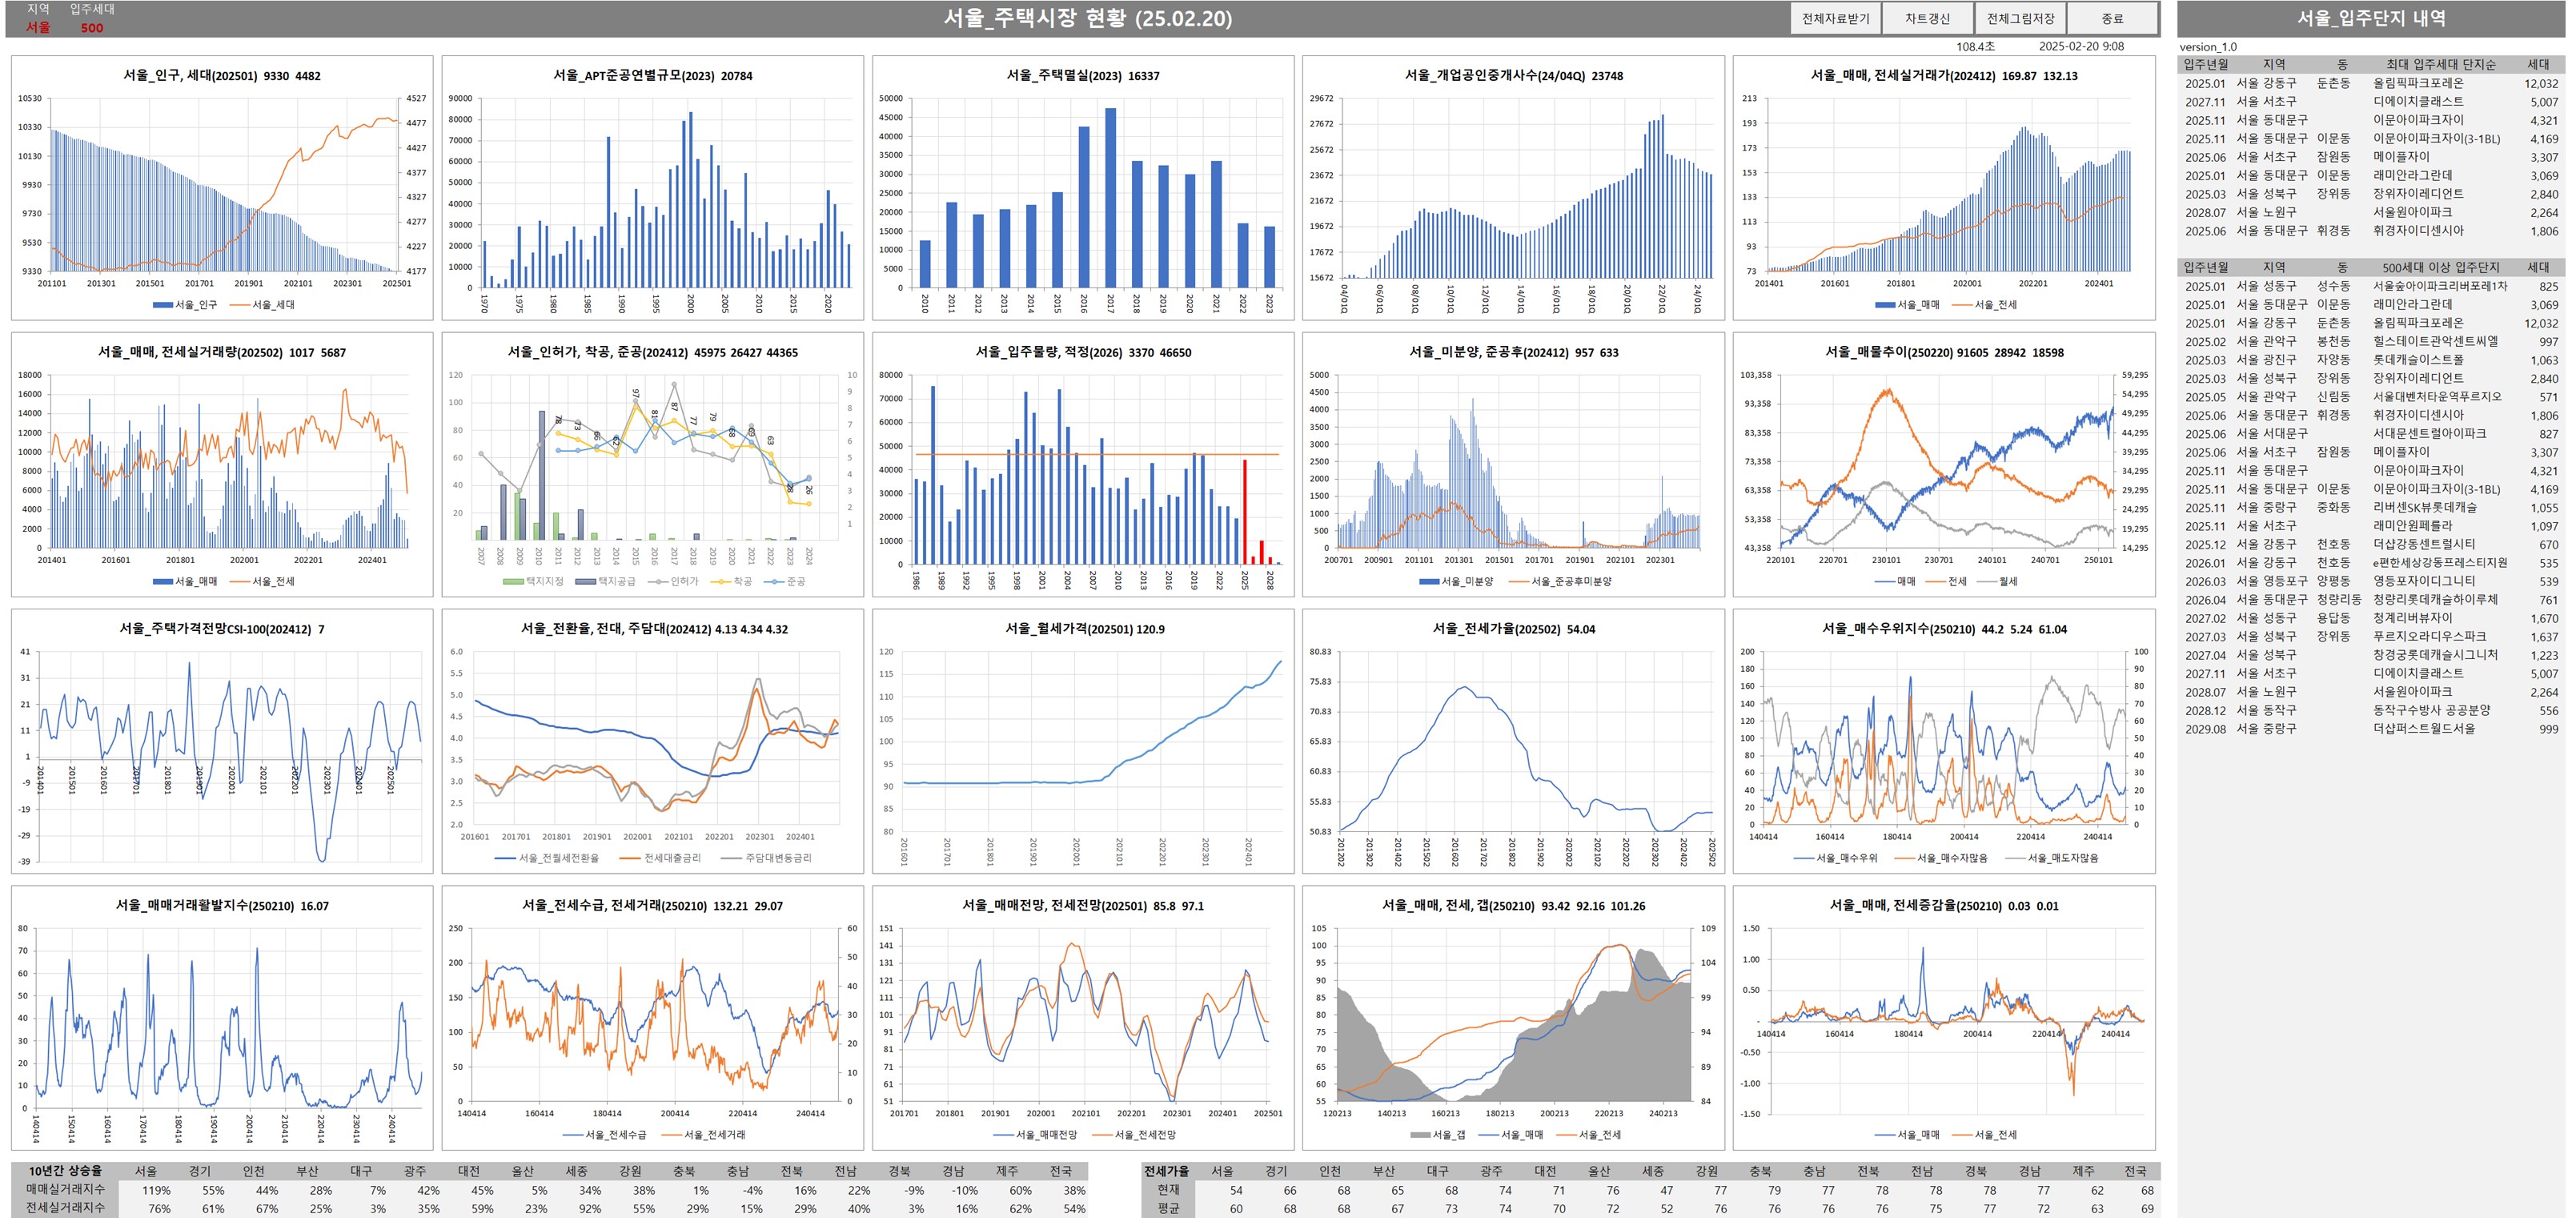 지역 입주세대
서울 500
서울_주택시장 현황 (25.02.20)
전체자료받기 차트갱신 전체그림저장 종료
108.4초 2025-02-20 9:08
서울_인구, 세대(202501) 9330 4482
서울_인구 서울_세대
서울_APT준공연별규모(2023) 20784
서울_주택멸실(2023) 16337
서울_개업공인중개사수(24/04Q) 23748
서울_매매, 전세실거래가(202412) 169.87 132.13
서울_매매 서울_전세
서울_매매, 전세실거래량(202502) 1017 5687
서울_매매 서울_전세
서울_인허가, 착공, 준공(202412) 45975 26427 44365
택지지정 택지공급 인허가 착공 준공
서울_입주물량, 적정(2026) 3370 46650
서울_미분양, 준공후(202412) 957 633
서울_미분양 서울_준공후미분양
서울_매물추이(250220) 91605 28942 18598
매매 전세 월세
서울_주택가격전망CSI-100(202412) 7
서울_전환율, 전대, 주담대(202412) 4.13 4.34 4.32
서울_전월세전환율 전세대출금리 주담대변동금리
서울_월세가격(202501) 120.9
서울_전세가율(202502) 54.04
서울_매수우위지수(250210) 44.2 5.24 61.04
서울_매수우위 서울_매수자많음 서울_매도자많음
서울_매매거래활발지수(250210) 16.07
서울_전세수급, 전세거래(250210) 132.21 29.07
서울_전세수급 서울_전세거래
서울_매매전망, 전세전망(202501) 85.8 97.1
서울_매매전망 서울_전세전망
서울_매매, 전세, 갭(250210) 93.42 92.16 101.26
서울_갭 서울_매매 서울_전세
서울_매매, 전세증감율(250210) 0.03 0.01
서울_매매 서울_전세
10년간 상승율 서울 경기 인천 부산 대구 광주 대전 울산 세종 강원 충북 충남 전북 전남 경북 경남 제주 전국
매매실거래지수 119% 55% 44% 28% 7% 42% 45% 5% 34% 38% 1% -4% 16% 22% -9% -10% 60% 38%
전세실거래지수 76% 61% 67% 25% 3% 35% 59% 23% 92% 55% 29% 15% 29% 40% 3% 16% 62% 54%
전세가율 서울 경기 인천 부산 대구 광주 대전 울산 세종 강원 충북 충남 전북 전남 경북 경남 제주 전국
현재 54 66 68 65 68 74 71 76 47 77 79 77 78 78 78 77 62 68
평균 60 68 68 67 73 74 70 72 52 76 76 76 76 75 77 72 63 69
서울_입주단지 내역
version_1.0
입주년월 지역 동 최대 입주세대 단지순 세대
2025.01 서울 강동구 둔촌동 올림픽파크포레온 12,032
2027.11 서울 서초구 디에이치클래스트 5,007
2025.11 서울 동대문구 이문아이파크자이 4,321
2025.11 서울 동대문구 이문동 이문아이파크자이(3-1BL) 4,169
2025.06 서울 서초구 잠원동 메이플자이 3,307
2025.01 서울 동대문구 이문동 래미안라그란데 3,069
2025.03 서울 성북구 장위동 장위자이레디언트 2,840
2028.07 서울 노원구 서울원아이파크 2,264
2025.06 서울 동대문구 휘경동 휘경자이디센시아 1,806
입주년월 지역 동 500세대 이상 입주단지 세대
2025.01 서울 성동구 성수동 서울숲아이파크리버포레1차 825
2025.01 서울 동대문구 이문동 래미안라그란데 3,069
2025.01 서울 강동구 둔촌동 올림픽파크포레온 12,032
2025.02 서울 관악구 봉천동 힐스테이트관악센트씨엘 997
2025.03 서울 광진구 자양동 롯데캐슬이스트폴 1,063
2025.03 서울 성북구 장위동 장위자이레디언트 2,840
2025.05 서울 관악구 신림동 서울대벤처타운역푸르지오 571
2025.06 서울 동대문구 휘경동 휘경자이디센시아 1,806
2025.06 서울 서대문구 서대문센트럴아이파크 827
2025.06 서울 서초구 잠원동 메이플자이 3,307
2025.11 서울 동대문구 이문아이파크자이 4,321
2025.11 서울 동대문구 이문동 이문아이파크자이(3-1BL) 4,169
2025.11 서울 중랑구 중화동 리버센SK뷰롯데캐슬 1,055
2025.11 서울 서초구 래미안원페를라 1,097
2025.12 서울 강동구 천호동 더샵강동센트럴시티 670
2026.01 서울 강동구 천호동 e편한세상강동프레스티지원 535
2026.03 서울 영등포구 양평동 영등포자이디그니티 539
2026.04 서울 동대문구 청량리동 청량리롯데캐슬하이루체 761
2027.02 서울 성동구 용답동 청계리버뷰자이 1,670
2027.03 서울 성북구 장위동 푸르지오라디우스파크 1,637
2027.04 서울 성북구 창경궁롯데캐슬시그니처 1,223
2027.11 서울 서초구 디에이치클래스트 5,007
2028.07 서울 노원구 서울원아이파크 2,264
2028.12 서울 동작구 동작구수방사 공공분양 556
2029.08 서울 중랑구 더샵퍼스트월드서울 999